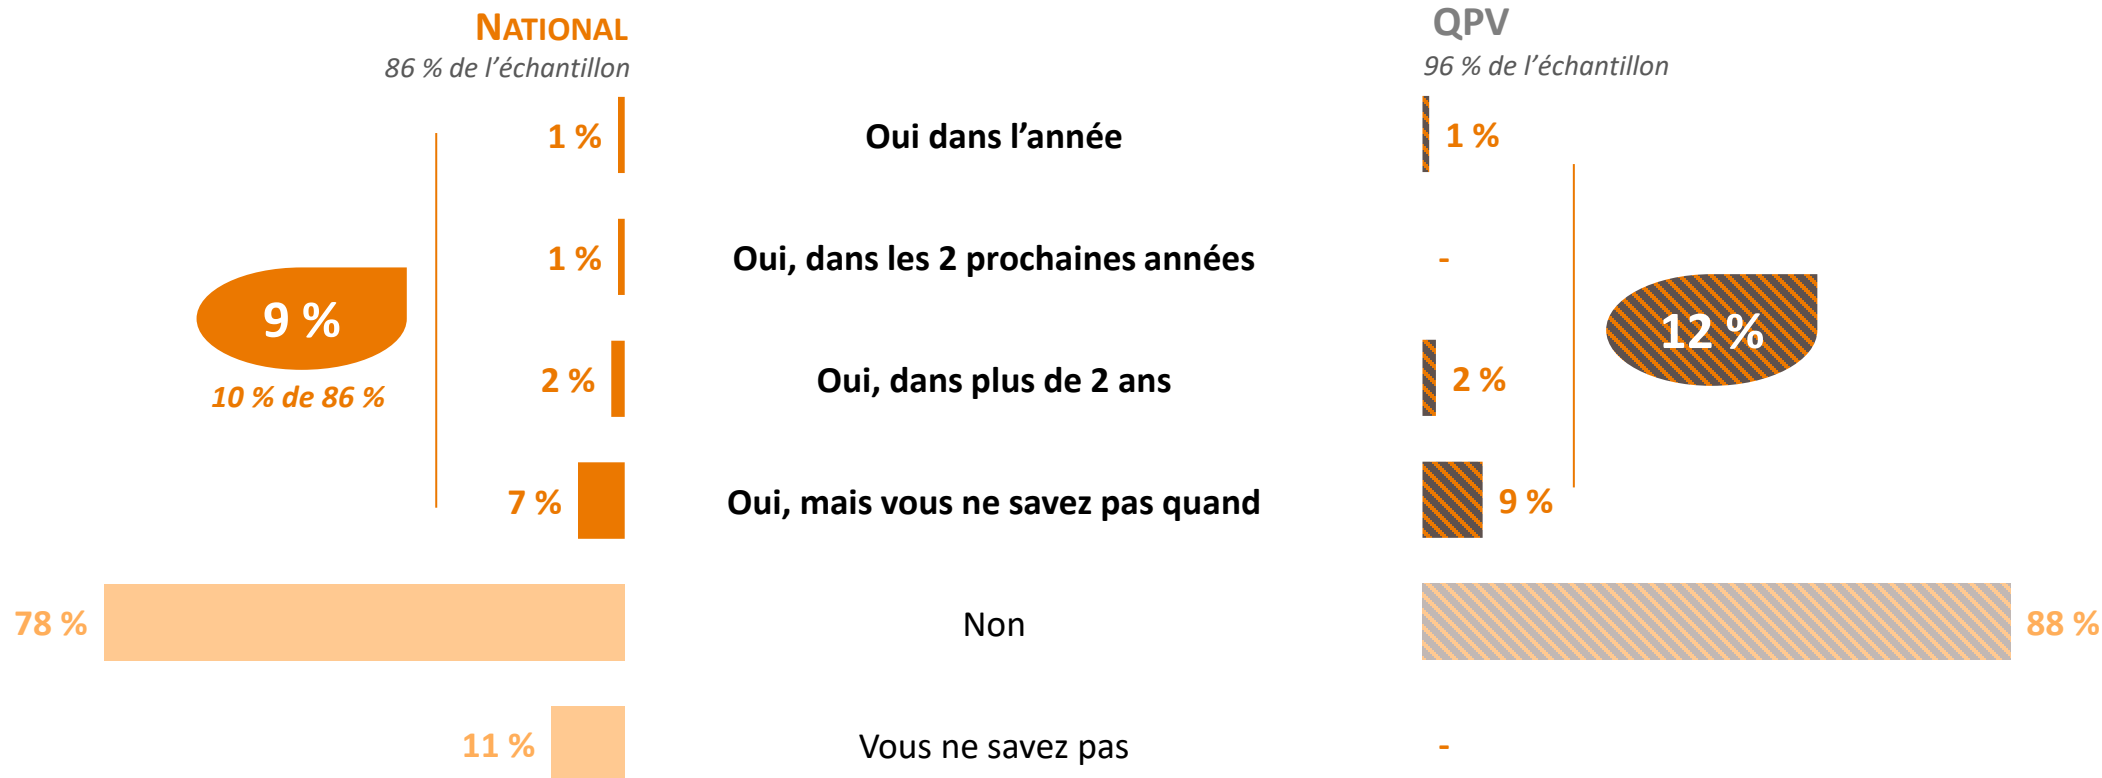 NATIONAL
86 % de l’échantillon
QPV
96 % de l’échantillon
1 %
Oui dans l’année
1 %
1 %
Oui, dans les 2 prochaines années
-
9 %
10 % de 86 %
12 %
2 %
Oui, dans plus de 2 ans
2 %
7 %
Oui, mais vous ne savez pas quand
9 %
78 %
Non
88 %
11 %
Vous ne savez pas
-